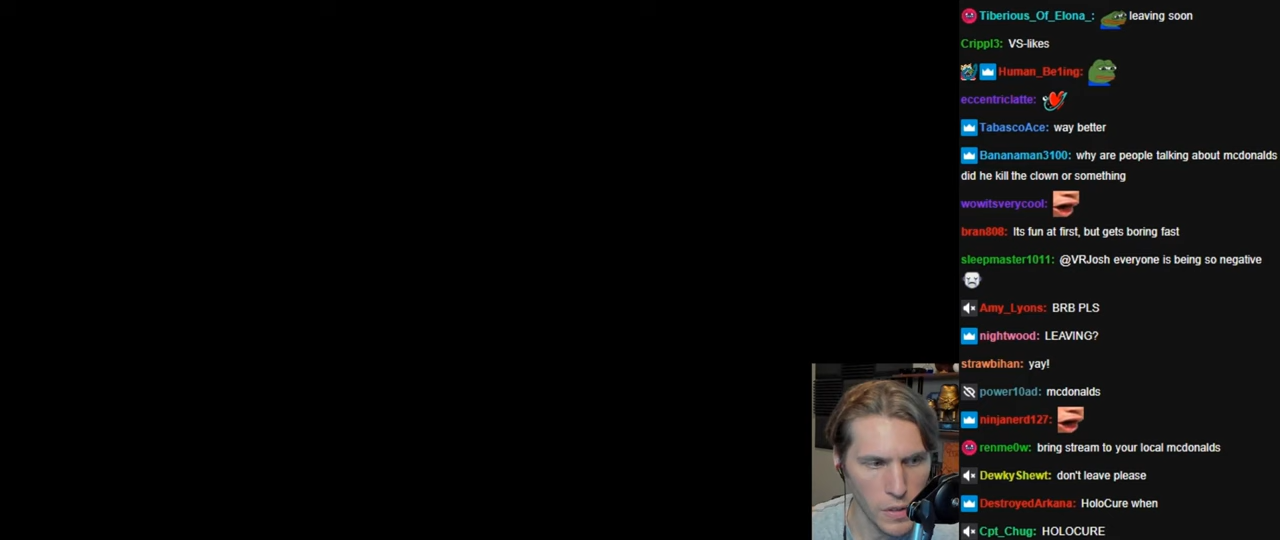 Tiberious_Of_Elona_: leaving soon
Crippl3: VS-likes
Human_Be1ing:
eccentriclatte:
TabascoAce: way better
Bananaman3100: why are people talking about mcdonalds
did he kill the clown or something
wowitsverycool:
bran808: Its fun at first, but gets boring fast
sleepmaster1011: @VRJosh everyone is being so negative
Amy_Lyons: BRB PLS
nightwood: LEAVING?
strawbihan: yay!
power10ad: mcdonalds
ninjanerd127:
renme0w: bring stream to your local mcdonalds
DewkyShewt: don't leave please
DestroyedArkana: HoloCure when
Cpt_Chug: HOLOCURE